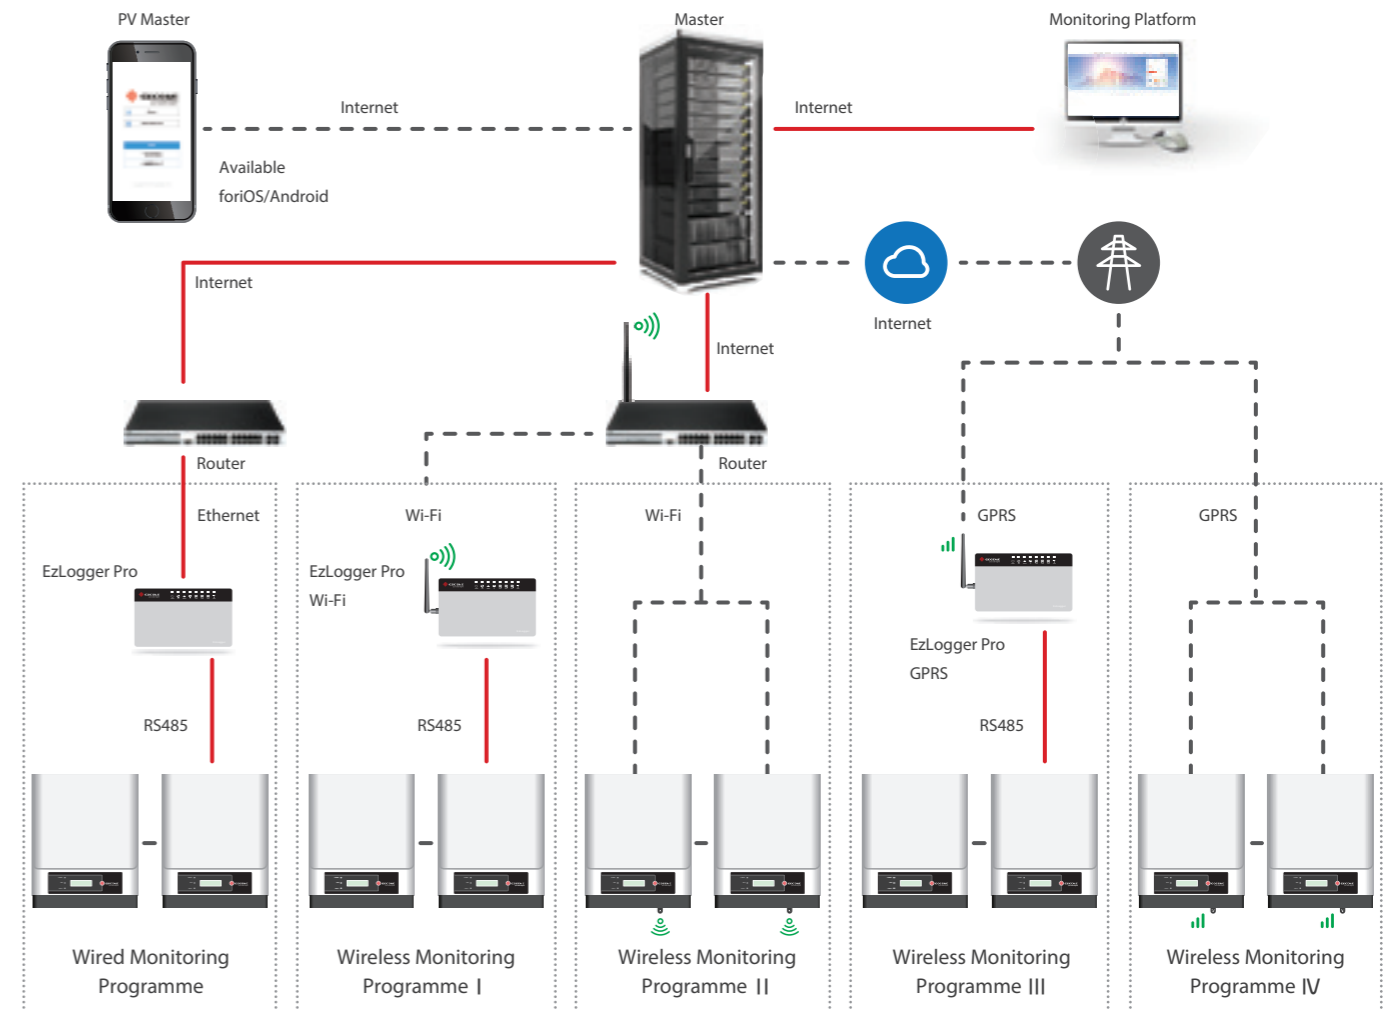 PV Master
Master
Monitoring Platform
Internet
Internet
Available
foriOS/Android
Internet
Internet
Internet
Router
Router
Ethernet
Wi-Fi
Wi-Fi
GPRS
GPRS
EzLogger Pro
EzLogger Pro
Wi-Fi
EzLogger Pro
GPRS
RS485
RS485
RS485
Wired Monitoring
Programme
Wireless Monitoring
Programme I
Wireless Monitoring
Programme II
Wireless Monitoring
Programme III
Wireless Monitoring
Programme IV